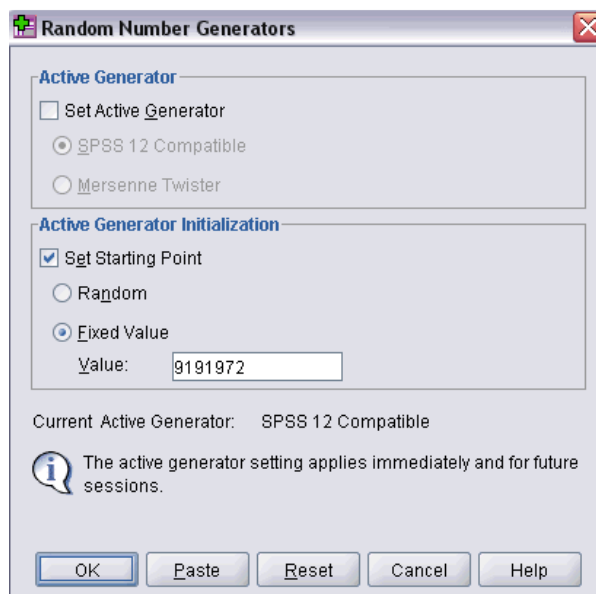 Random Number Generators
Active Generator
Set Active Generator
SPSS 12 Compatible
Mersenne Twister
Active Generator Initialization
Set Starting Point
Random
Fixed Value
Value: 9191972
Current Active Generator: SPSS 12 Compatible
The active generator setting applies immediately and for future
sessions.
OK Paste Reset Cancel Help